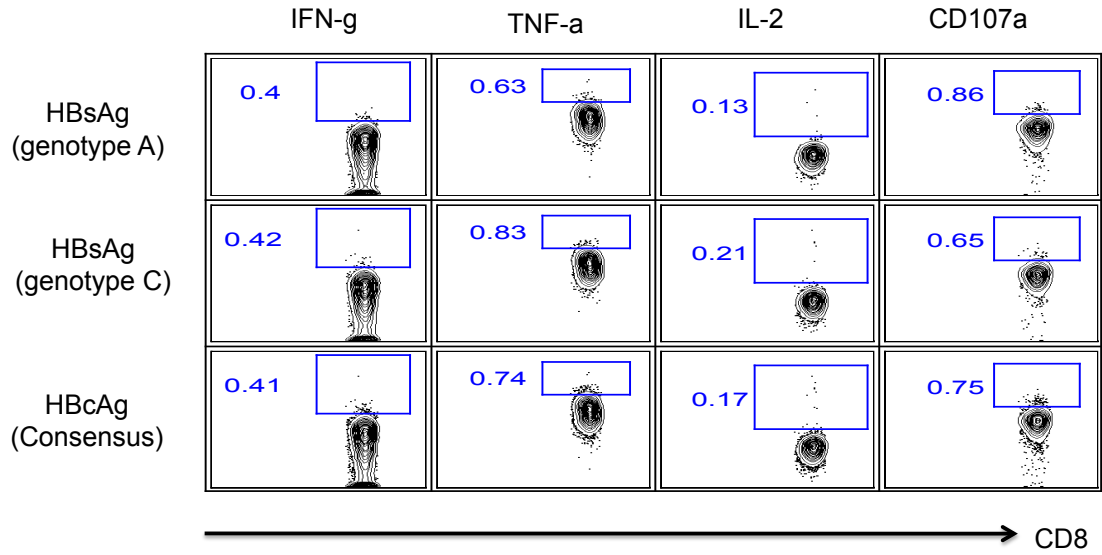 IFN-g TNF-a IL-2 CD107a
HBsAg
(genotype A)
0.4 0.63 0.13 0.86
HBsAg
(genotype C)
0.42 0.83 0.21 0.65
HBcAg
(Consensus)
0.41 0.74 0.17 0.75
CD8